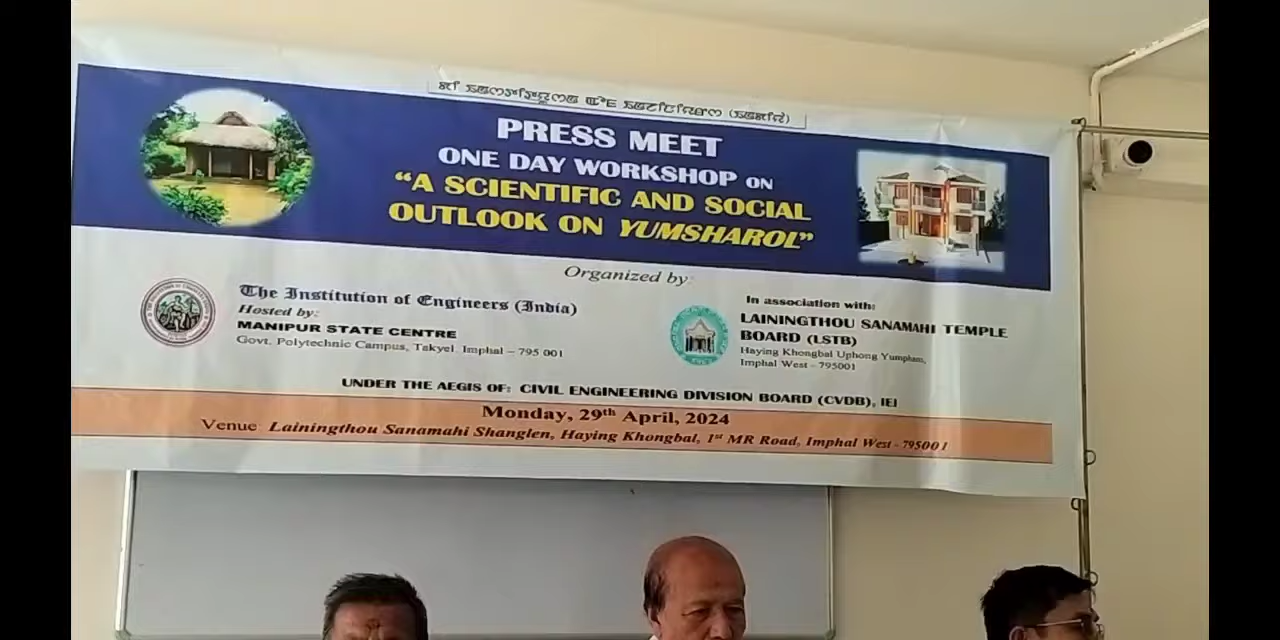 PRESS MEET
ONE DAY WORKSHOP ON
“A SCIENTIFIC AND SOCIAL
OUTLOOK ON YUMSHAROL”
Organized by
The Institution of Engineers (India)
Hosted by:
MANIPUR STATE CENTRE
Govt. Polytechnic Campus, Takyel, Imphal – 795 001
In association with:
LAININGTHOU SANAMAHI TEMPLE
BOARD (LSTB)
Haying Khongbal Uphong Yumpham,
Imphal West - 795001
UNDER THE AEGIS OF: CIVIL ENGINEERING DIVISION BOARD (CVDB), IEI
Monday, 29th April, 2024
Venue: Lainingthou Sanamahi Shanglen, Haying Khongbal, 1st MR Road, Imphal West - 795001